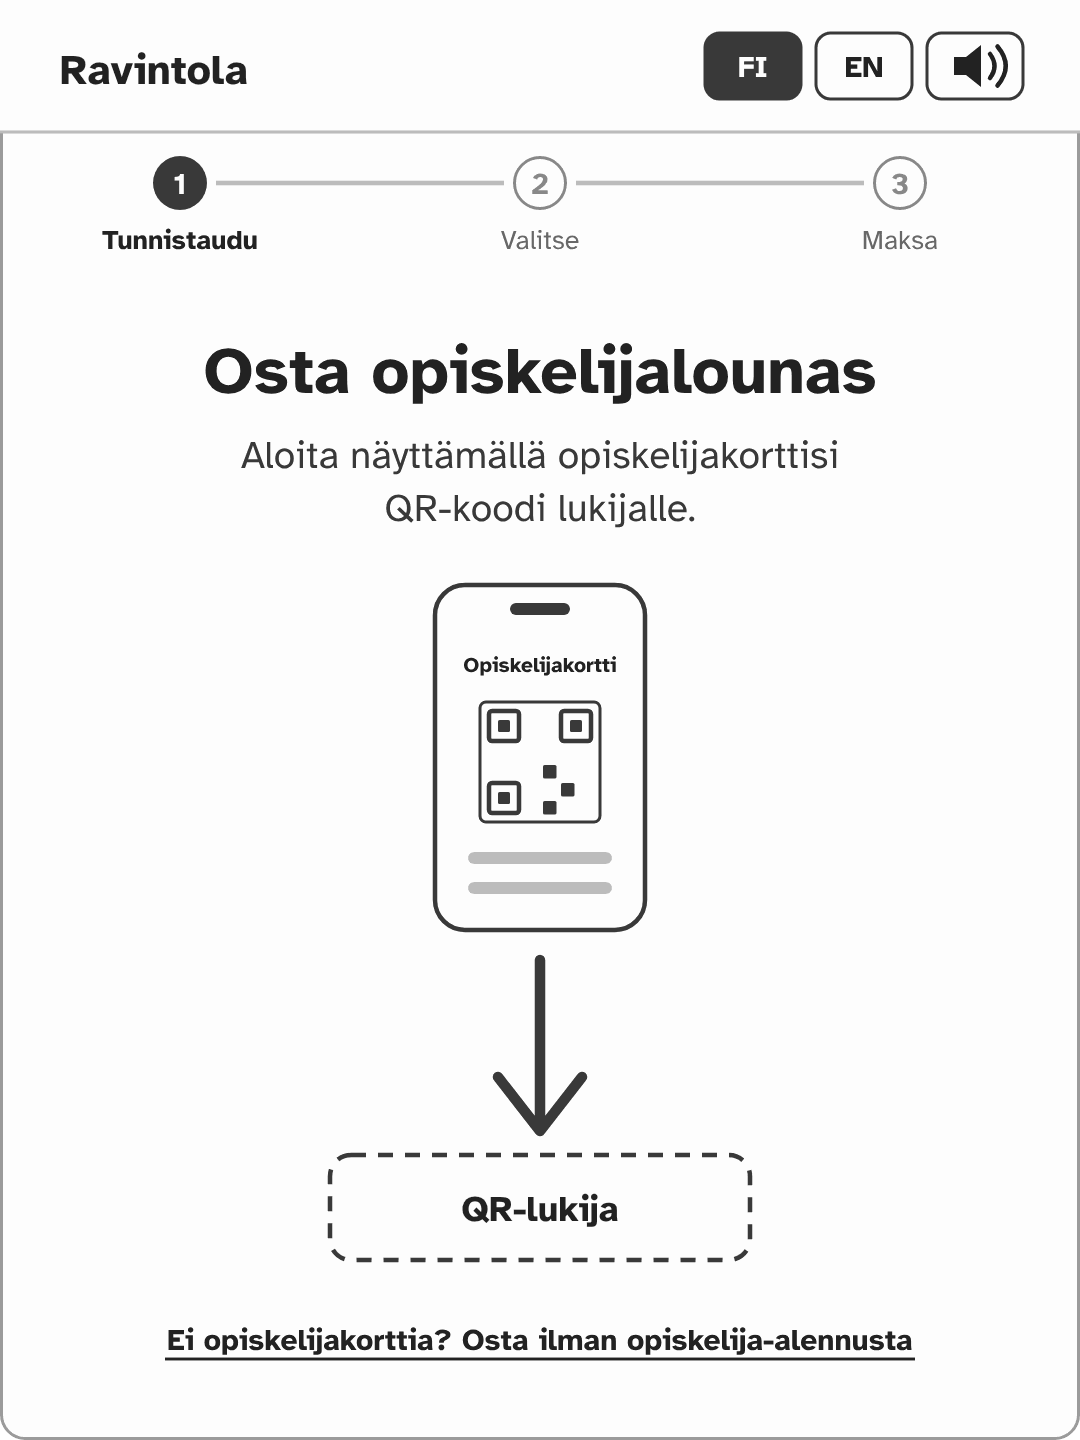 Ravintola
FI
EN
1
2
3
Tunnistaudu
Valitse
Maksa
Osta opiskelijalounas
Aloita näyttämällä opiskelijakorttisi
QR-koodi lukijalle.
Opiskelijakortti
QR-lukija
Ei opiskelijakorttia? Osta ilman opiskelija-alennusta